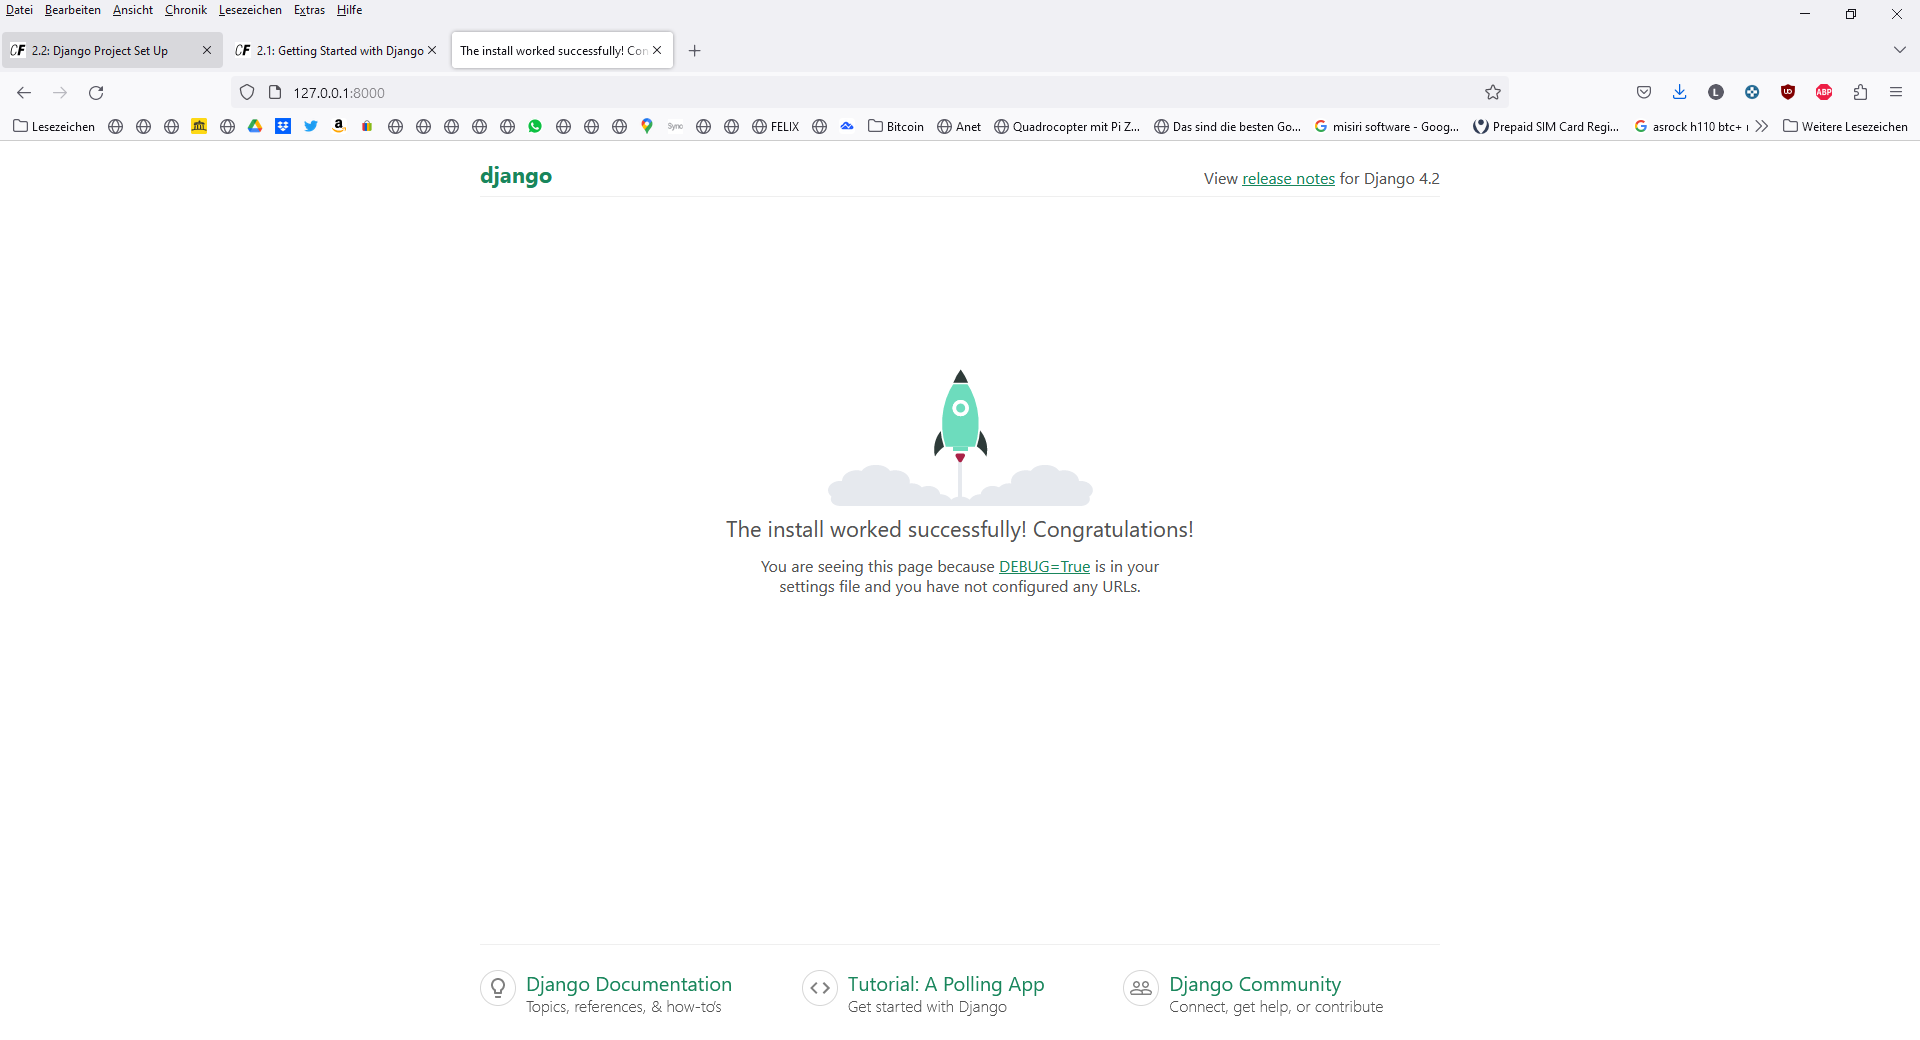 Datei Bearbeiten Ansicht Chronik Lesezeichen Extras Hilfe
CF 2.2: Django Project Set Up
CF 2.1: Getting Started with Django
The install worked successfully! Con
127.0.0.1:8000
L
UD
ABP
Lesezeichen
Sync
FELIX
Bitcoin
Anet
Quadrocopter mit Pi Z...
Das sind die besten Go...
misiri software - Goog...
Prepaid SIM Card Regi...
asrock h110 btc+
Weitere Lesezeichen
django
View release notes for Django 4.2
The install worked successfully! Congratulations!
You are seeing this page because DEBUG=True is in your
settings file and you have not configured any URLs.
Django Documentation
Topics, references, & how-to's
Tutorial: A Polling App
Get started with Django
Django Community
Connect, get help, or contribute